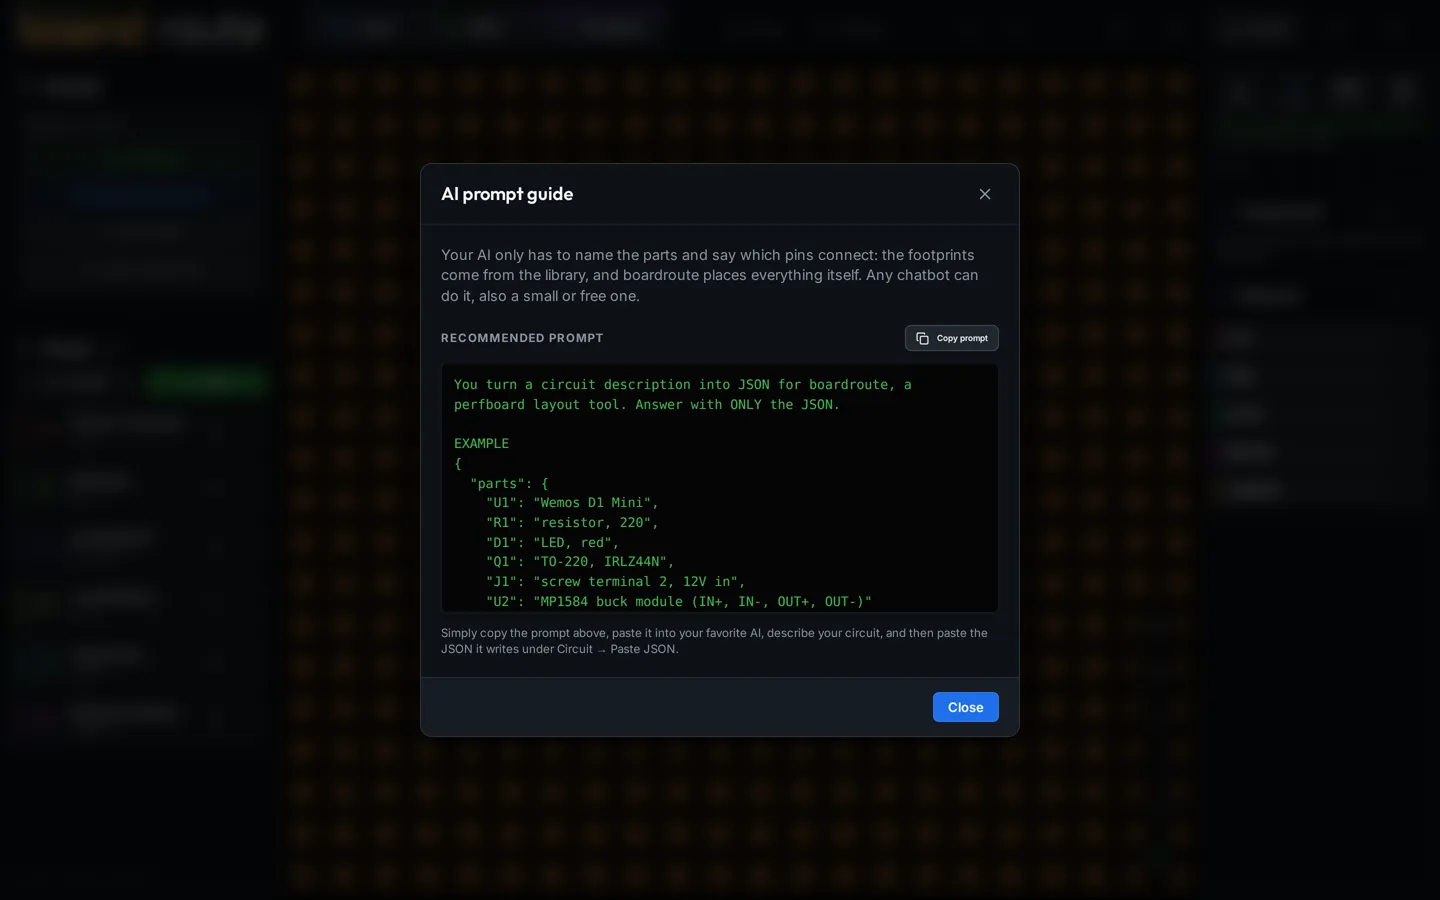 AI prompt guide
Your AI only has to name the parts and say which pins connect: the footprints
come from the library, and boardroute places everything itself. Any chatbot can
do it, also a small or free one.
RECOMMENDED PROMPT
Copy prompt
You turn a circuit description into JSON for boardroute, a
perfboard layout tool. Answer with ONLY the JSON.
EXAMPLE
{
"parts": {
"U1": "Wemos D1 Mini",
"R1": "resistor, 220",
"D1": "LED, red",
"Q1": "TO-220, IRLZ44N",
"J1": "screw terminal 2, 12V in",
"U2": "MP1584 buck module (IN+, IN-, OUT+, OUT-)"
Simply copy the prompt above, paste it into your favorite AI, describe your circuit, and then paste the
JSON it writes under Circuit → Paste JSON.
Close